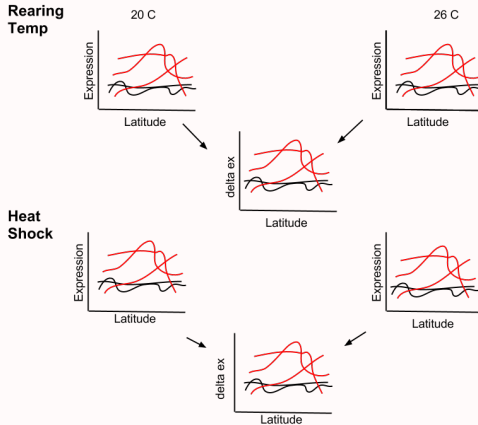 Rearing
Temp
20 C
26 C
Expression
Latitude
Expression
Latitude
delta ex
Latitude
Heat
Shock
Expression
Latitude
Expression
Latitude
delta ex
Latitude